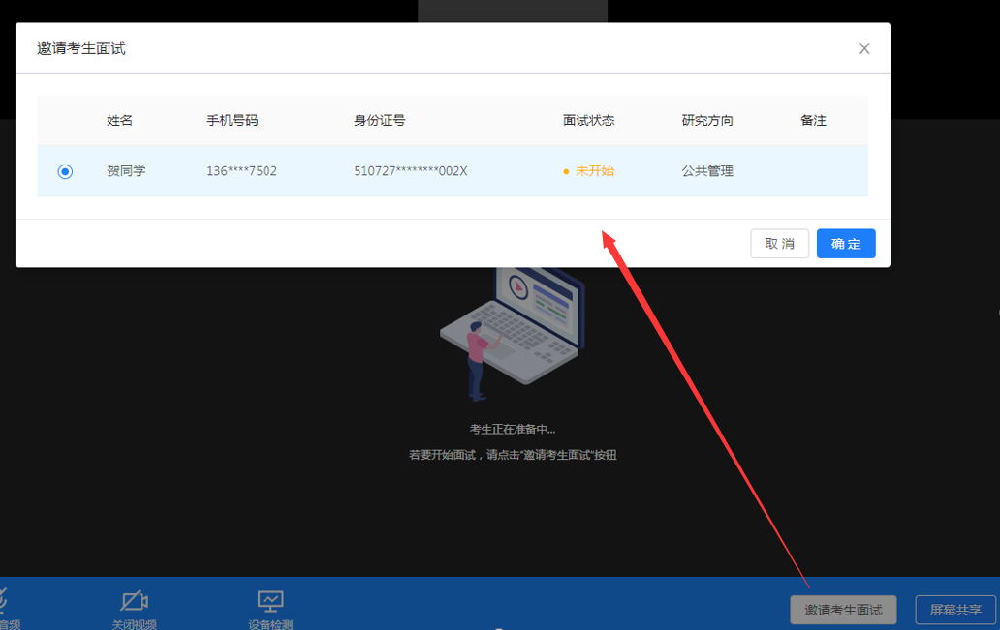 邀请考生面试
姓名 手机号码 身份证号 面试状态 研究方向 备注
贺同学 136****7502 510727********002X 未开始 公共管理
取 消 确 定
考生正在准备中...
若要开始面试，请点击"邀请考生面试"按钮
音频 关闭视频 设备检测 邀请考生面试 屏幕共享